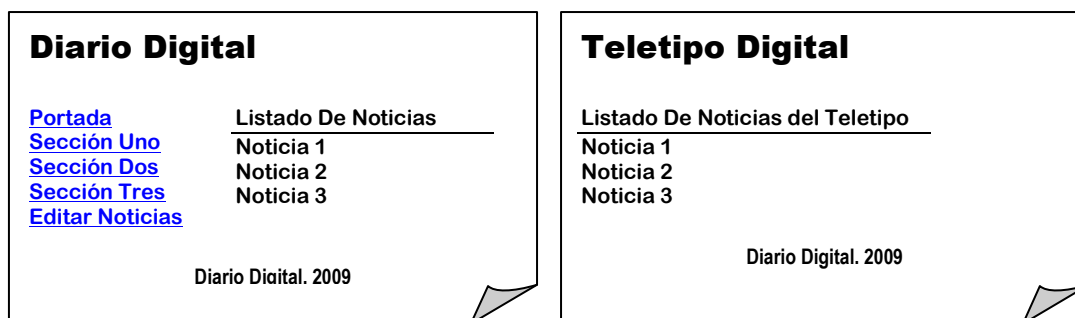 Diario Digital
Portada
Sección Uno
Sección Dos
Sección Tres
Editar Noticias
Listado De Noticias
Noticia 1
Noticia 2
Noticia 3
Diario Digital. 2009
Teletipo Digital
Listado De Noticias del Teletipo
Noticia 1
Noticia 2
Noticia 3
Diario Digital. 2009